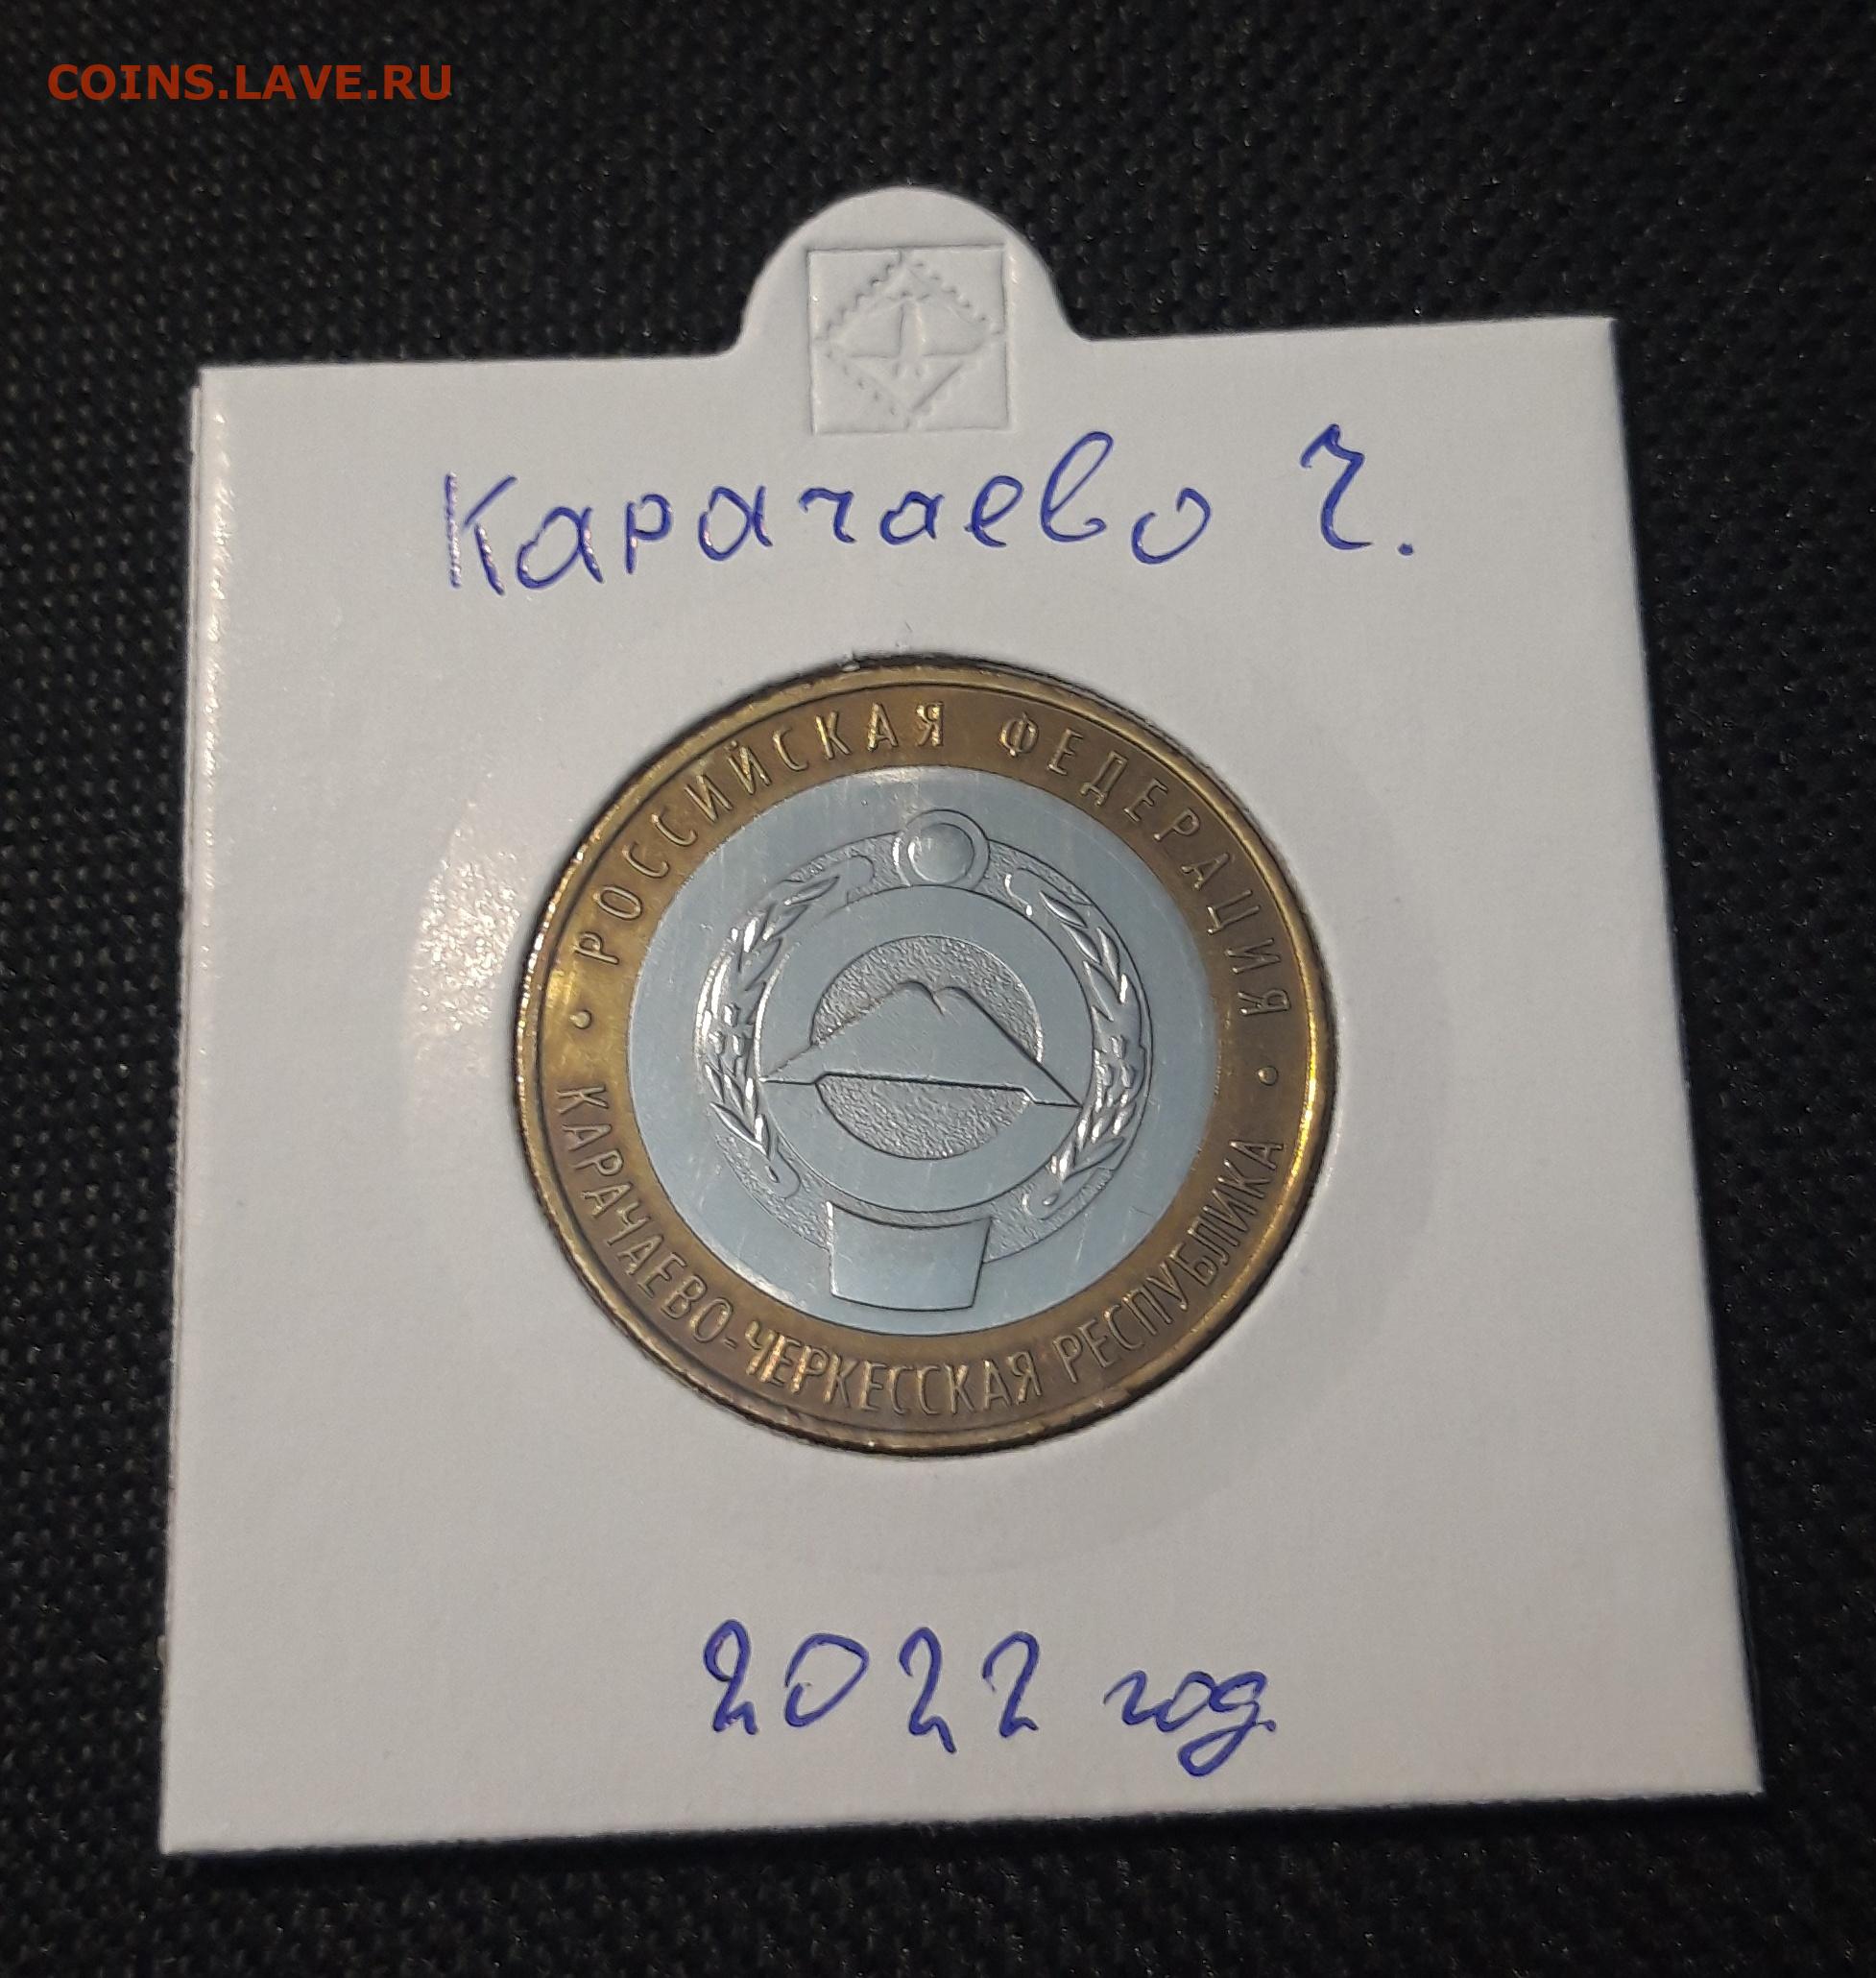 COINS.LAVE.RU
Карачаево Ч.
• РОССИЙСКАЯ ФЕДЕРАЦИЯ •
КАРАЧАЕВО-ЧЕРКЕССКАЯ РЕСПУБЛИКА
2022 год.